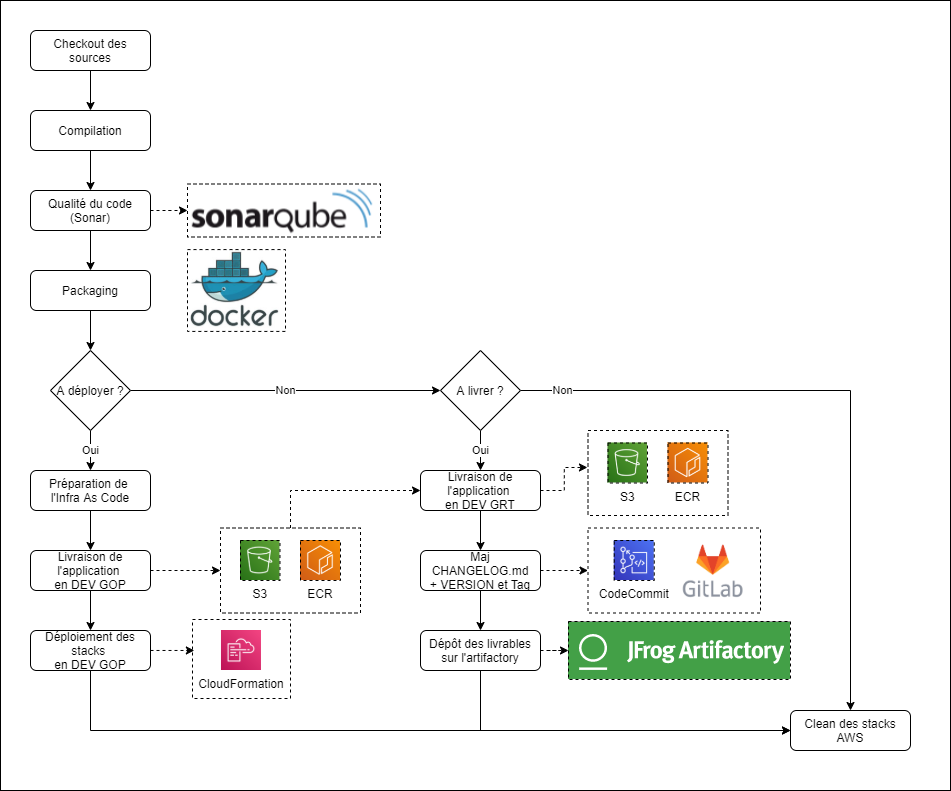 Checkout des
sources
Compilation
Qualité du code
(Sonar)
sonarqube
Packaging
docker
A déployer ?
Non
A livrer ?
Non
Oui
Oui
Préparation de
l'Infra As Code
Livraison de
l'application
en DEV GRT
S3
ECR
Livraison de
l'application
en DEV GOP
S3
ECR
Maj
CHANGELOG.md
+ VERSION et Tag
CodeCommit
GitLab
Déploiement des
stacks
en DEV GOP
CloudFormation
Dépôt des livrables
sur l'artifactory
JFrog Artifactory
Clean des stacks
AWS